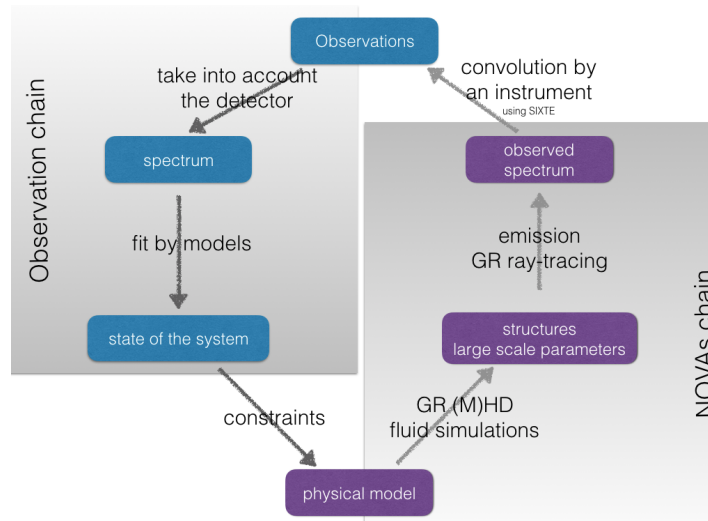 Observations
take into account
the detector
convolution by
an instrument
using SIXTE
Observation chain
spectrum
observed
spectrum
fit by models
emission
GR ray-tracing
state of the system
structures
large scale parameters
NOVAs chain
constraints
GR (M)HD
fluid simulations
physical model